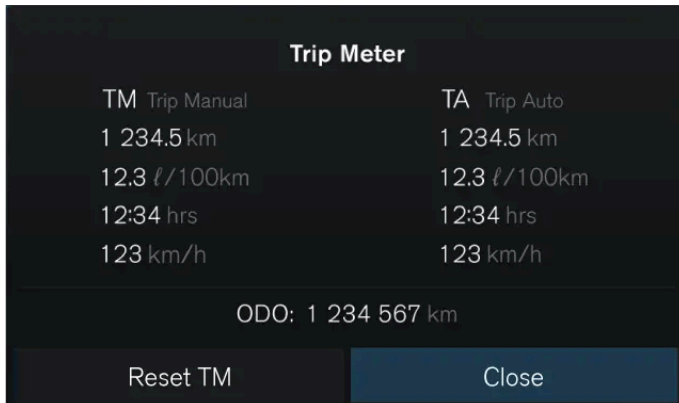 Trip Meter
TM Trip Manual
1 234.5 km
12.3 ℓ/100km
12:34 hrs
123 km/h
TA Trip Auto
1 234.5 km
12.3 ℓ/100km
12:34 hrs
123 km/h
ODO: 1 234 567 km
Reset TM
Close